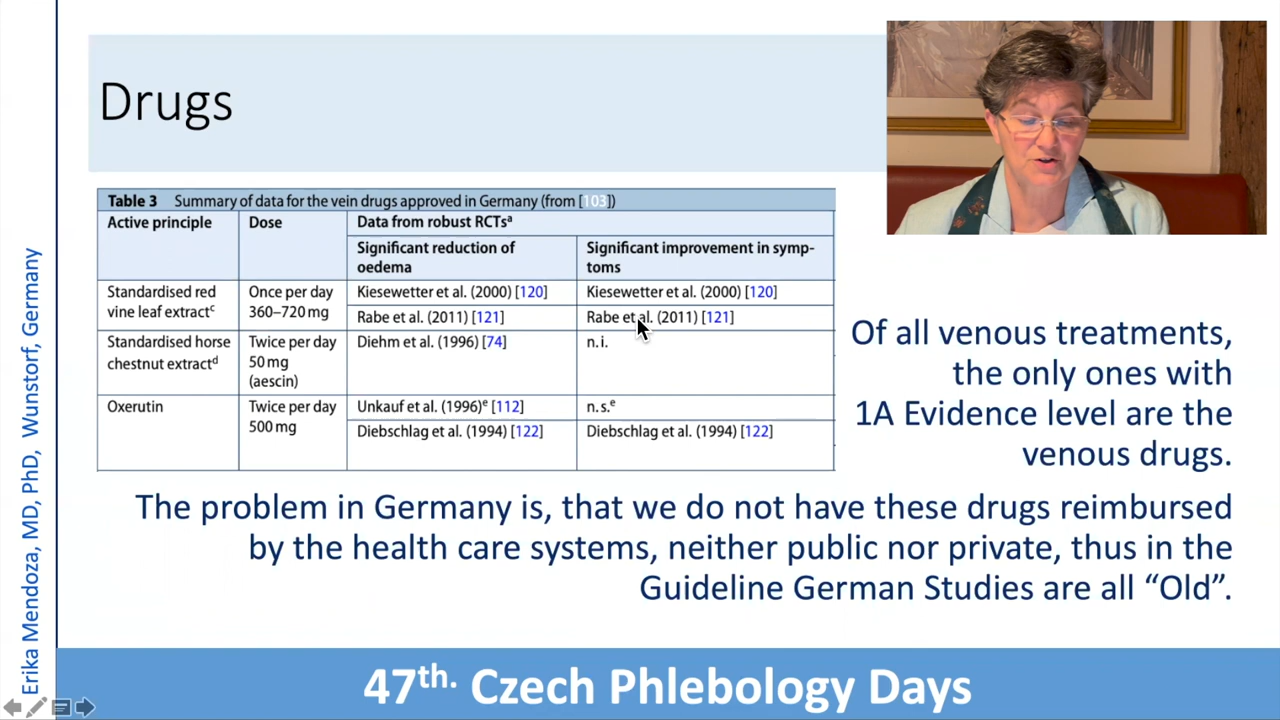 Drugs
Table 3 Summary of data for the vein drugs approved in Germany (from [103])
Active principle
Dose
Data from robust RCTsᵃ
Significant reduction of
oedema
Significant improvement in symp-
toms
Standardised red
vine leaf extractᶜ
Once per day
360–720 mg
Kiesewetter et al. (2000) [120]
Kiesewetter et al. (2000) [120]
Rabe et al. (2011) [121]
Rabe et al. (2011) [121]
Standardised horse
chestnut extractᵈ
Twice per day
50 mg
(aescin)
Diehm et al. (1996) [74]
n. i.
Oxerutin
Twice per day
500 mg
Unkauf et al. (1996)ᵉ [112]
n. s.ᵉ
Diebschlag et al. (1994) [122]
Diebschlag et al. (1994) [122]
Of all venous treatments,
the only ones with
1A Evidence level are the
venous drugs.
The problem in Germany is, that we do not have these drugs reimbursed
by the health care systems, neither public nor private, thus in the
Guideline German Studies are all “Old”.
Erika Mendoza, MD, PhD, Wunstorf, Germany
47th. Czech Phlebology Days